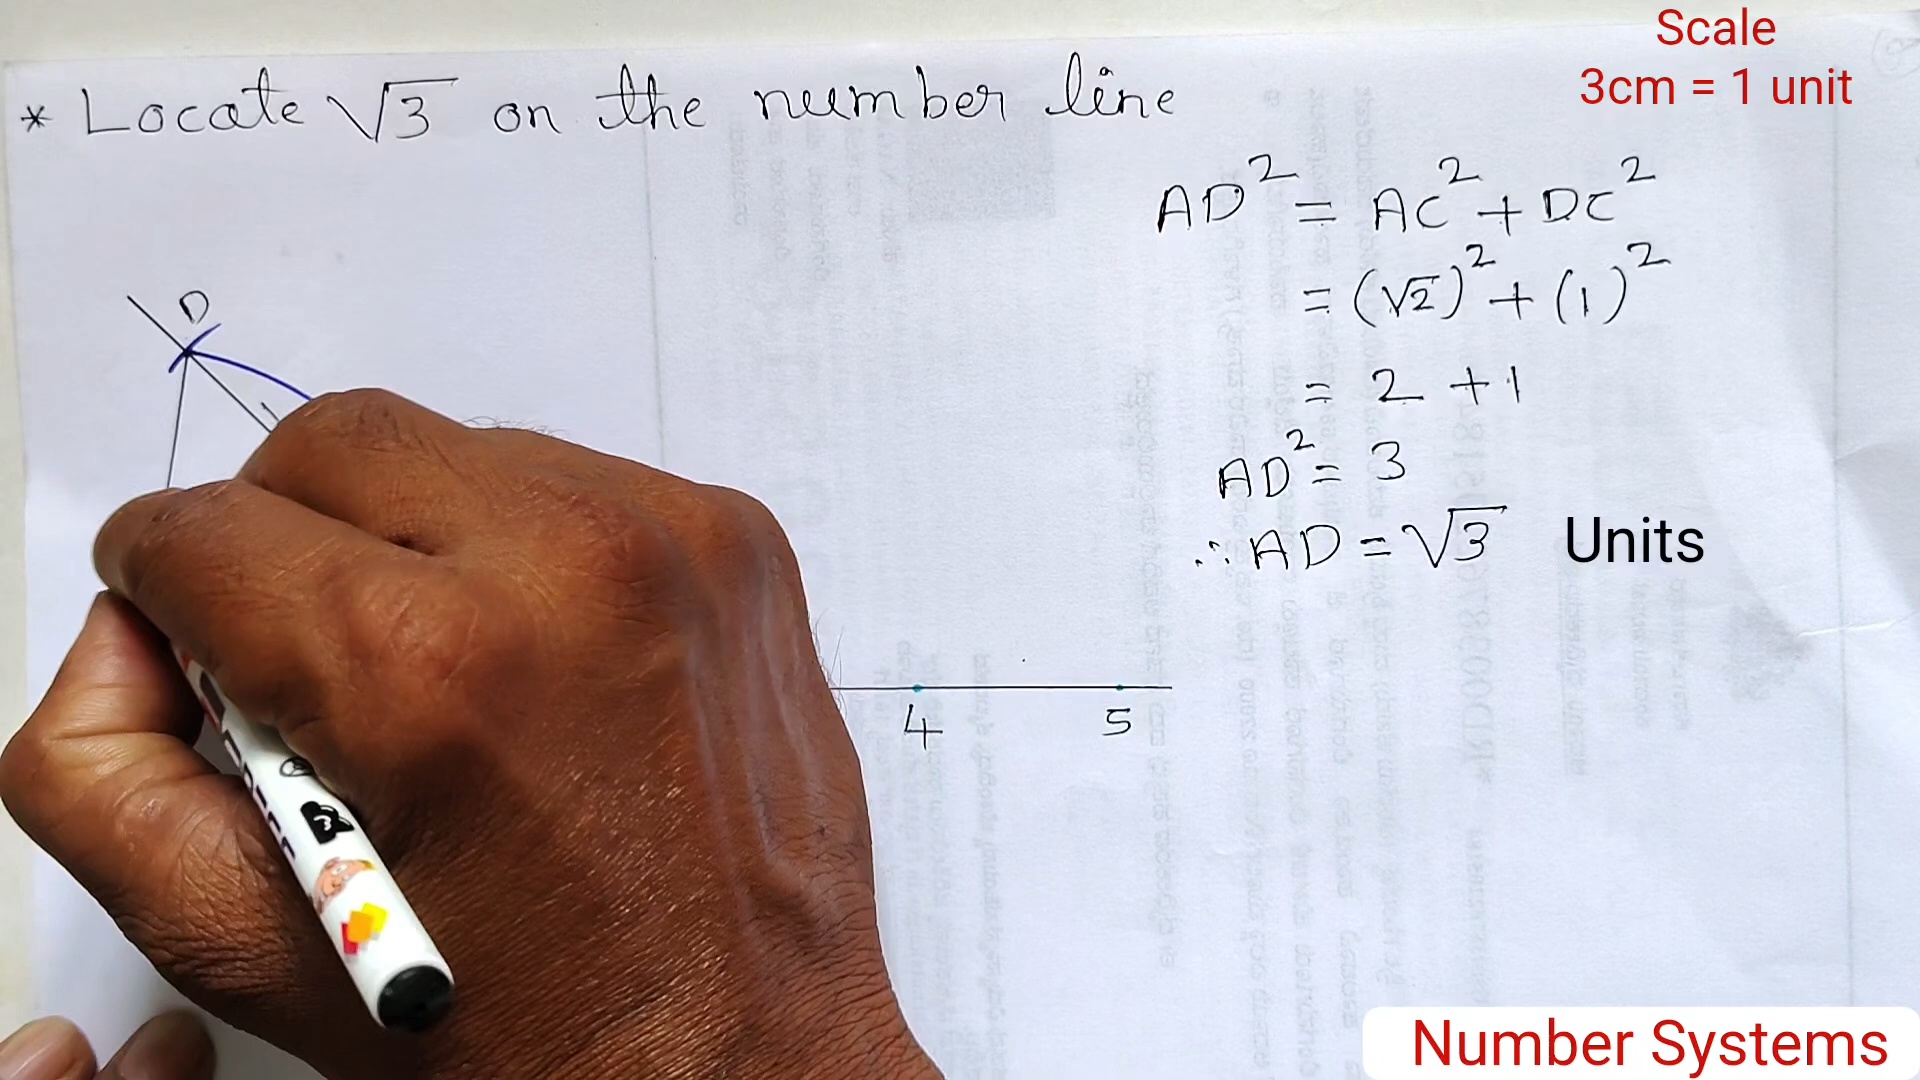 Scale
3cm = 1 unit
* Locate √3 on the number line
AD² = AC² + DC²
= (√2)² + (1)²
= 2 + 1
AD² = 3
∴ AD = √3 Units
D
1
4 5
Number Systems